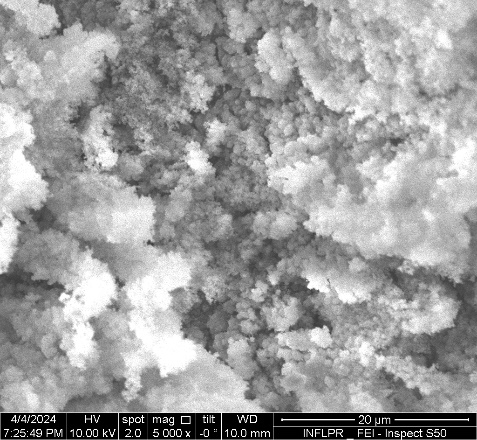 4/4/2024 HV spot mag □ tilt WD 20 µm
7:25:49 PM 10.00 kV 2.0 5 000 x -0 ° 10.0 mm INFLPR FEI - Inspect S50